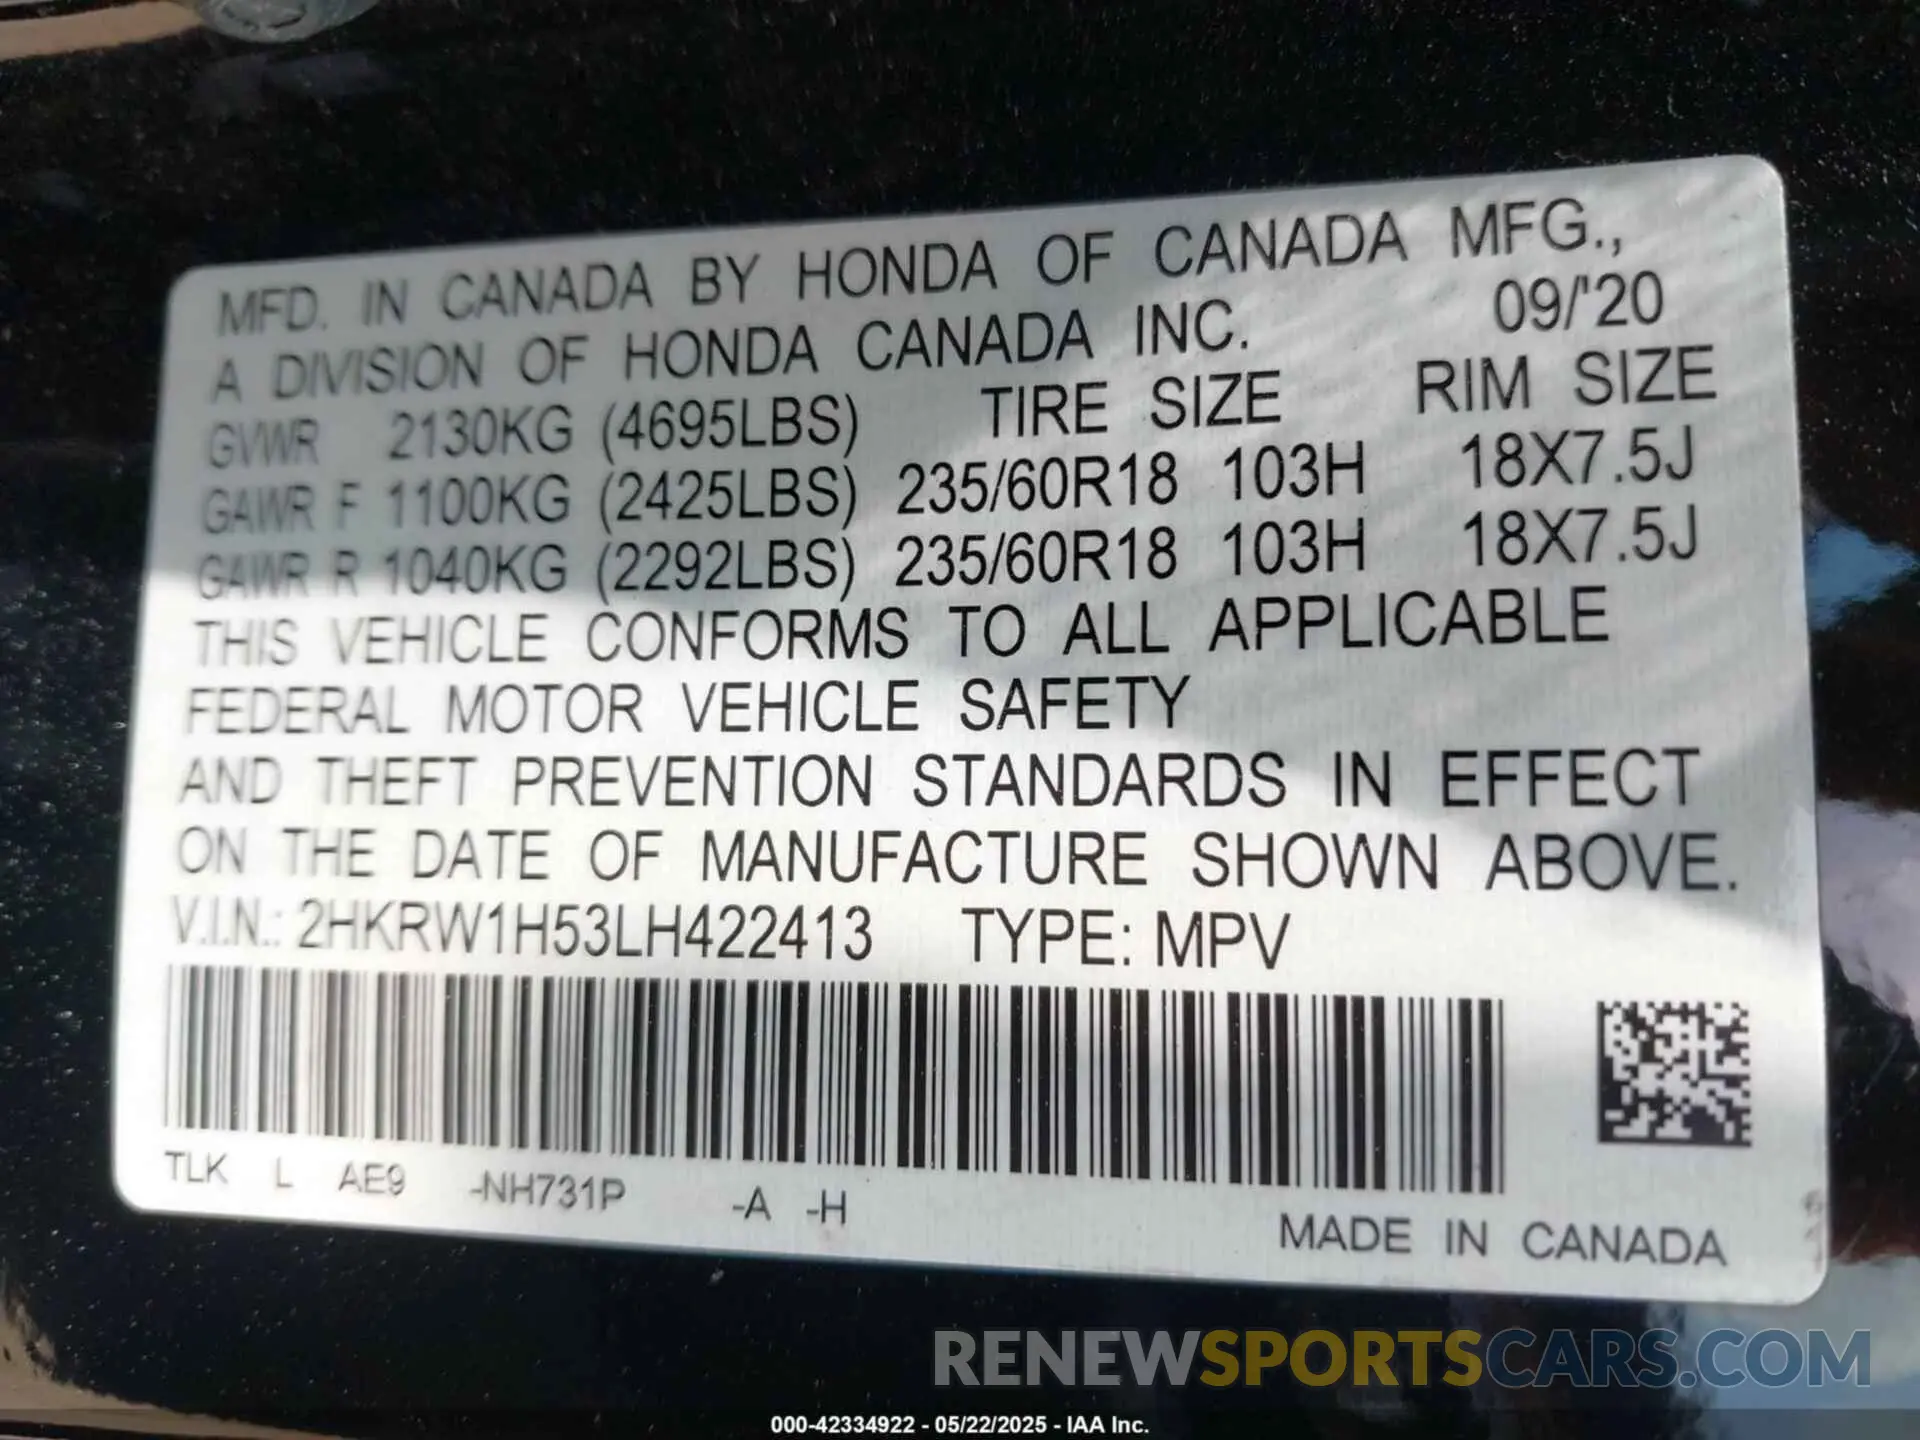 MFD. IN CANADA BY HONDA OF CANADA MFG.,
A DIVISION OF HONDA CANADA INC. 09/'20
GVWR 2130KG (4695LBS) TIRE SIZE RIM SIZE
GAWR F 1100KG (2425LBS) 235/60R18 103H 18X7.5J
GAWR R 1040KG (2292LBS) 235/60R18 103H 18X7.5J
THIS VEHICLE CONFORMS TO ALL APPLICABLE
FEDERAL MOTOR VEHICLE SAFETY
AND THEFT PREVENTION STANDARDS IN EFFECT
ON THE DATE OF MANUFACTURE SHOWN ABOVE.
V.I.N.: 2HKRW1H53LH422413 TYPE: MPV
TLK L AE9 -NH731P -A -H
MADE IN CANADA
RENEWSPORTSCARS.COM
000-42334922 - 05/22/2025 - IAA Inc.